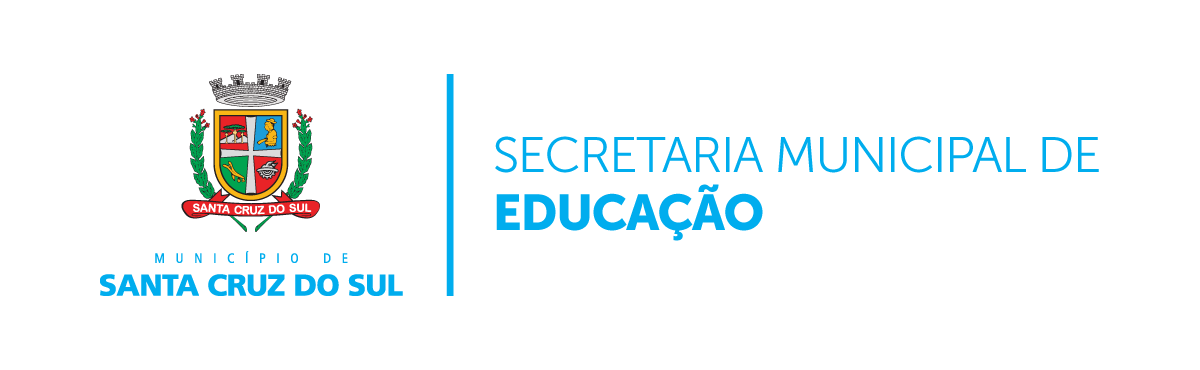 SANTA CRUZ DO SUL
MUNICÍPIO DE
SANTA CRUZ DO SUL
SECRETARIA MUNICIPAL DE
EDUCAÇÃO